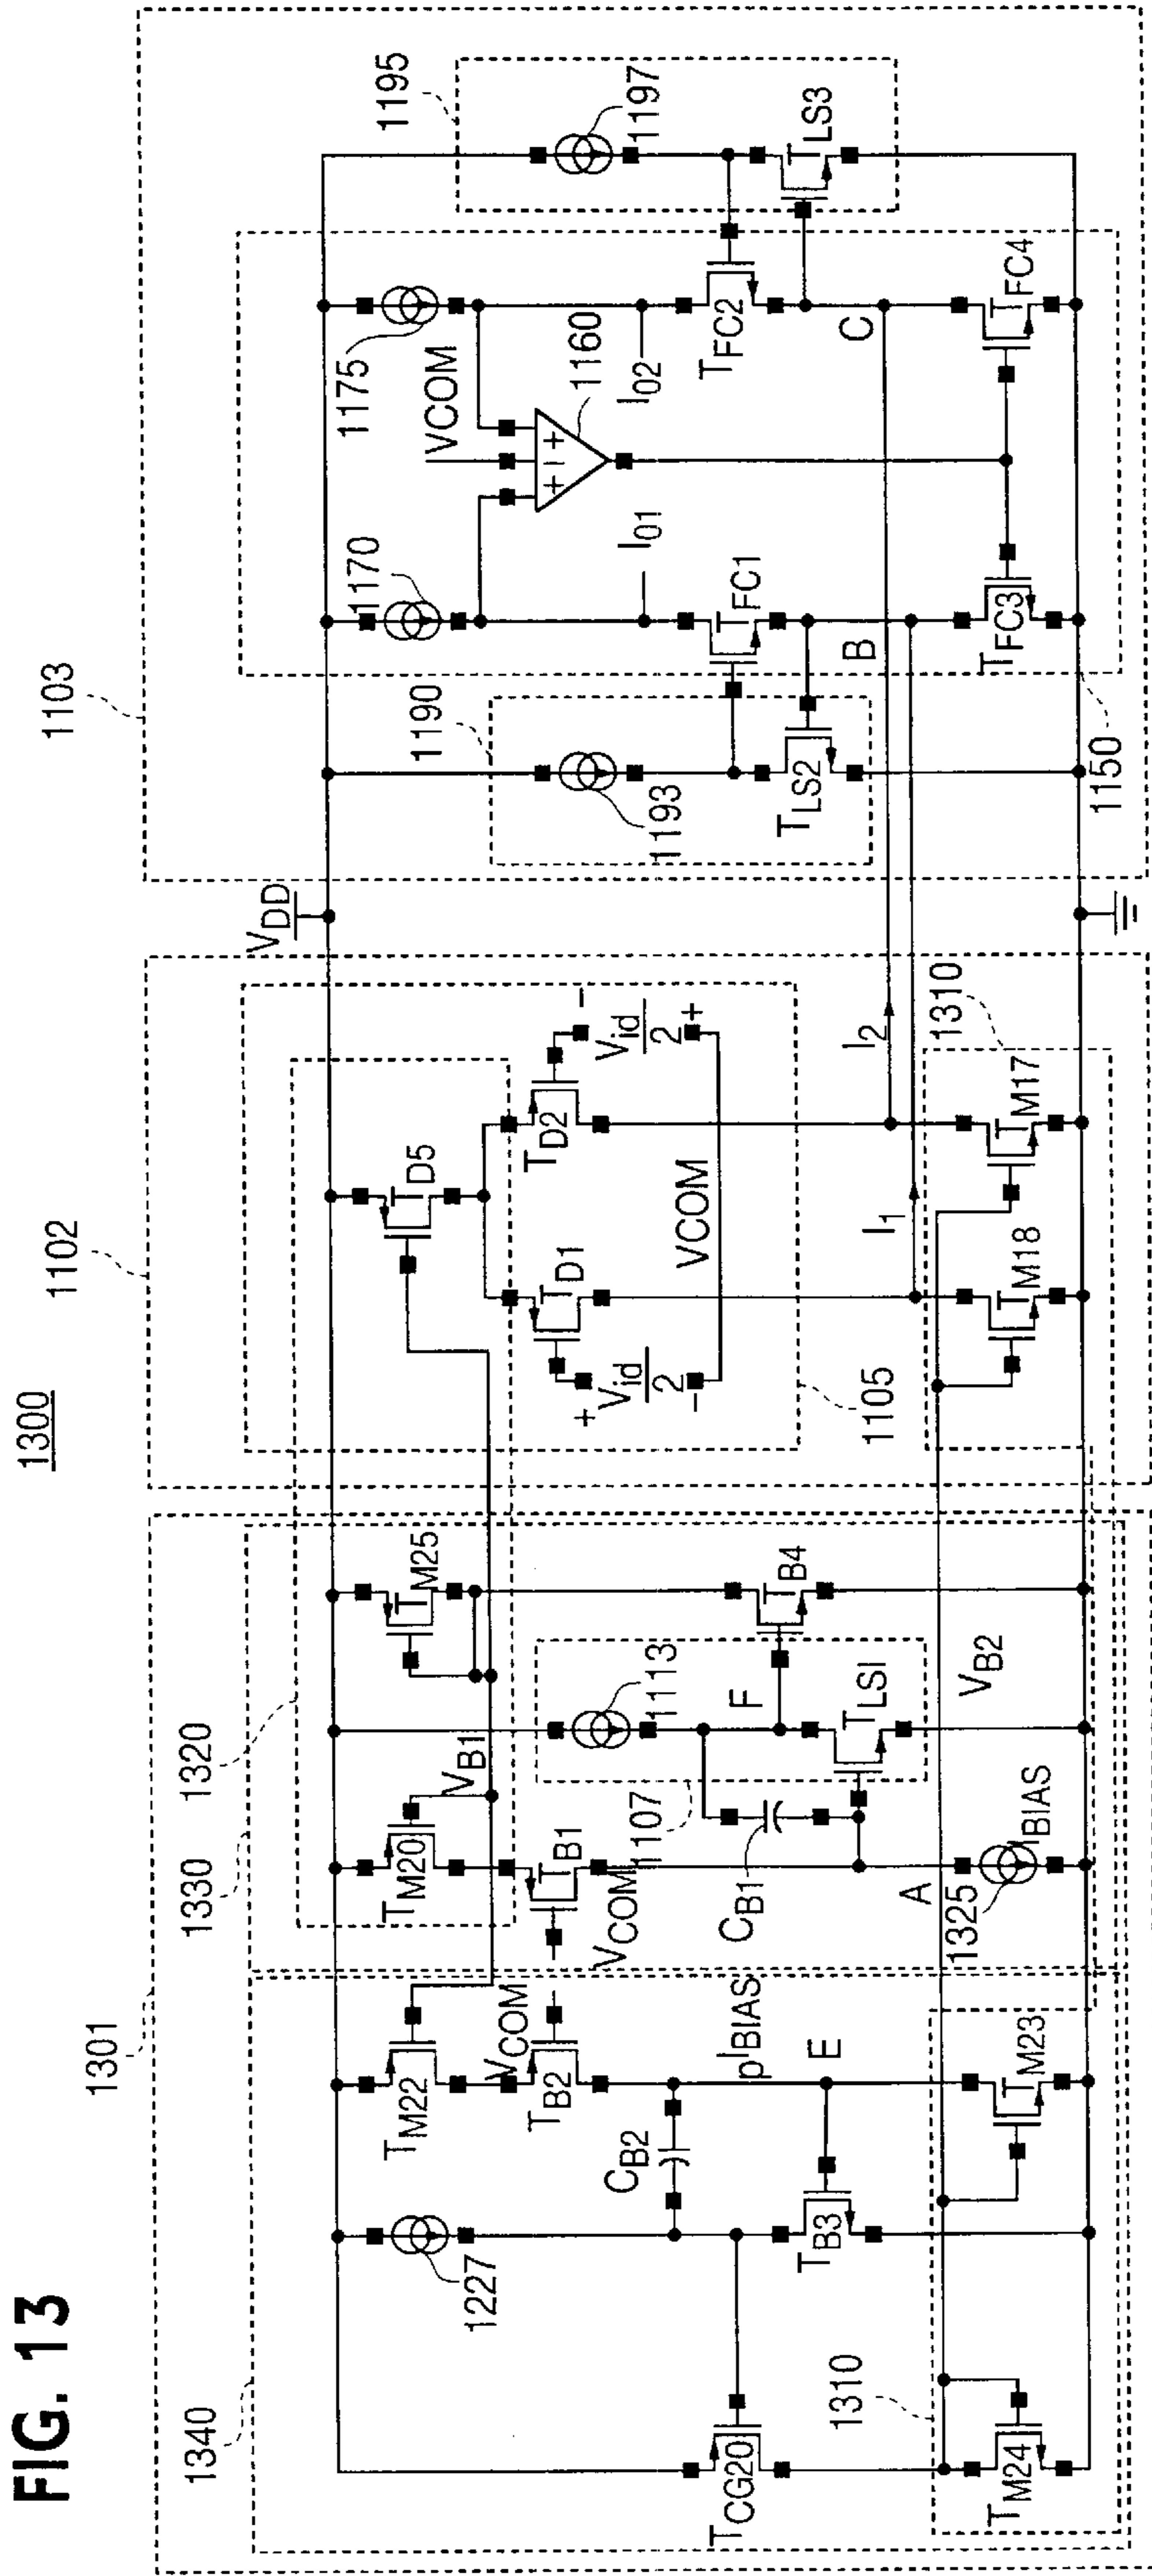 FIG. 13
1300
1301
1102
1103
1340
1330
1320
1105
1310
1190
1195
1150
V_DD
1227
T_M22
V_COM
T_B2
C_B2
pI_BIAS
E
T_B3
T_CG20
1310
T_M24
T_M23
T_M20
V_B1
T_M25
T_B1
V_COM
1107
C_B1
A
1325
I_BIAS
F
1113
T_LS1
T_B4
V_B2
T_D5
T_D1
T_D2
+
V_id
2
−
VCOM
−
V_id
2
+
I_1
I_2
T_M18
T_M17
1193
T_LS2
1170
1175
VCOM
+ − +
1160
I_01
I_02
T_FC1
T_FC2
B
C
T_FC3
T_FC4
1197
T_LS3